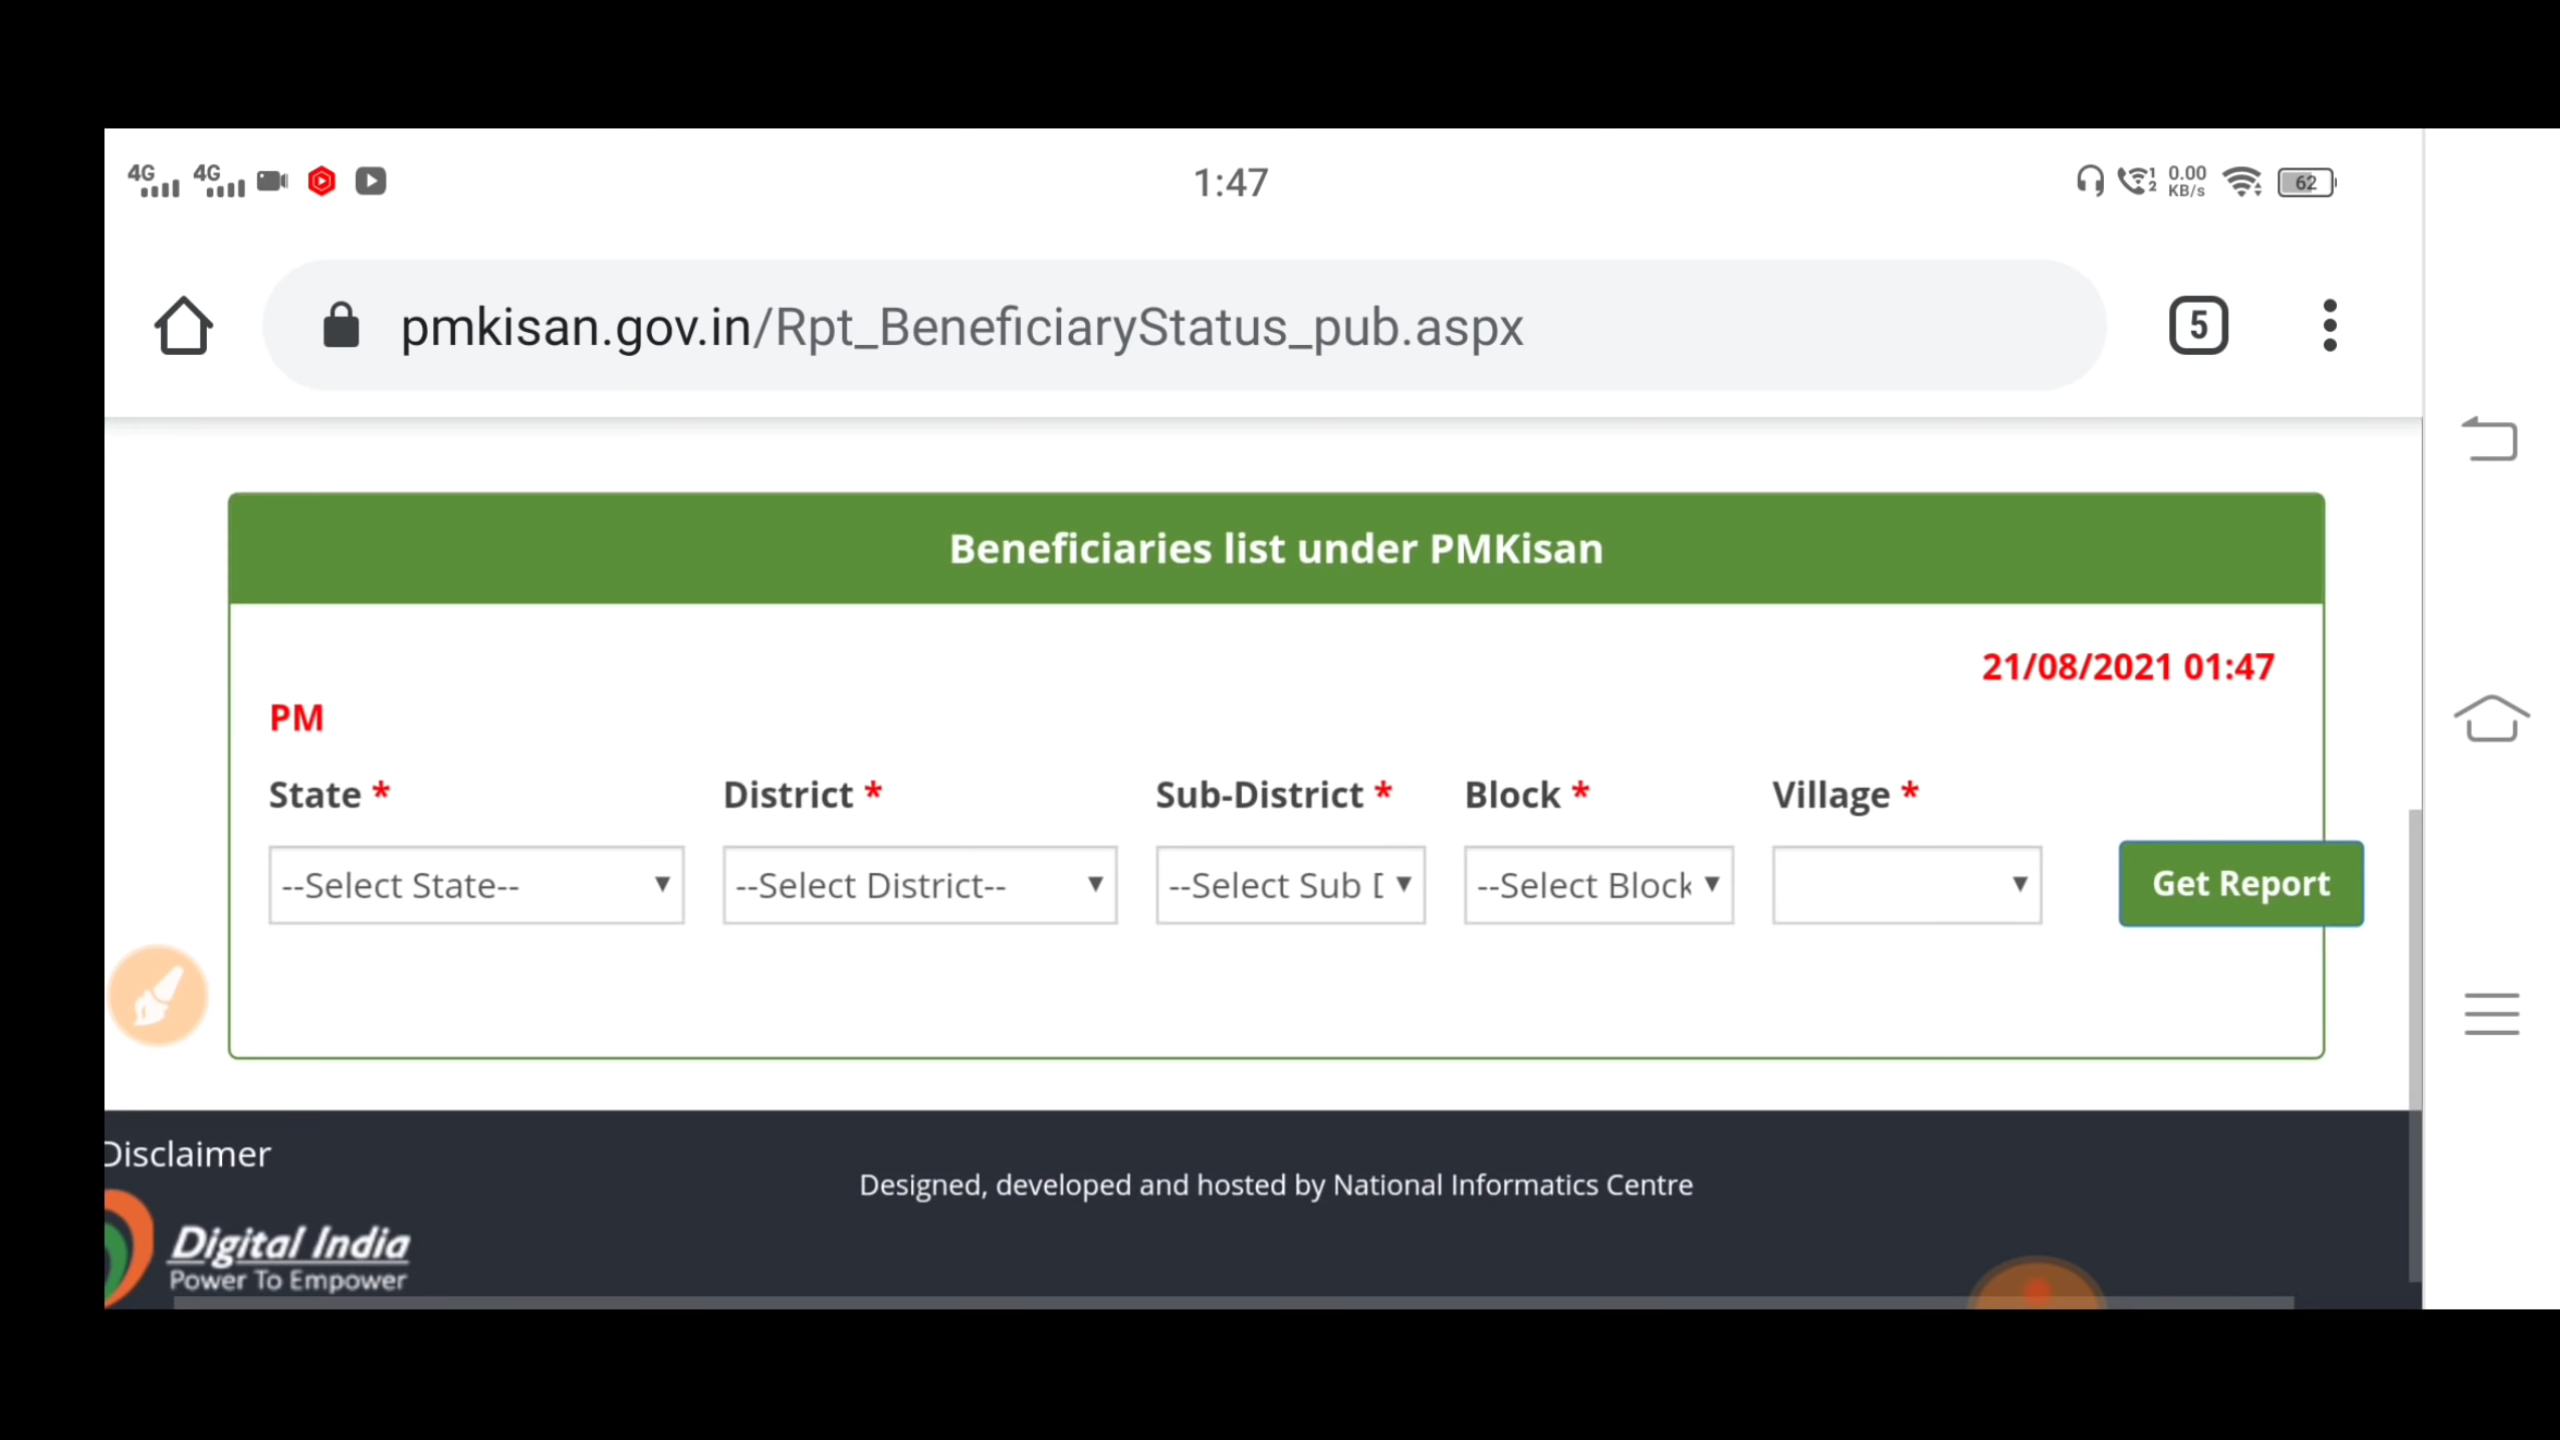 4G 4G 1:47 0.00 KB/s 62
pmkisan.gov.in/Rpt_BeneficiaryStatus_pub.aspx 5
Beneficiaries list under PMKisan
21/08/2021 01:47
PM
State * District * Sub-District * Block * Village *
--Select State-- --Select District-- --Select Sub --Select Block Get Report
Disclaimer
Designed, developed and hosted by National Informatics Centre
Digital India
Power To Empower